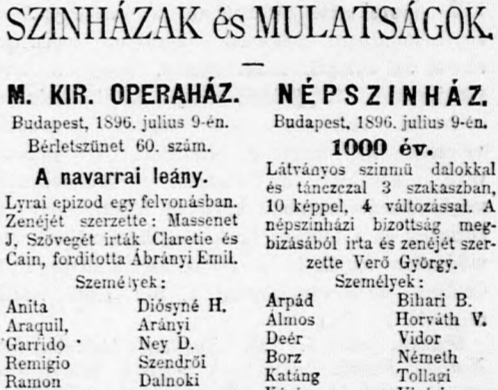 SZINHÁZAK és MULATSÁGOK.
M. KIR. OPERAHÁZ.
Budapest, 1896. julius 9-én.
Bérletszünet 60. szám.
A navarrai leány.
Lyrai epizod egy felvonásban.
Zenéjét szerzette: Massenet
J. Szövegét irták Claretie és
Cain, forditotta Ábrányi Emil.
Személyek:
Anita Diósyné H.
Araquil, Arányi
Garrido Ney D.
Remigio Szendrői
Ramon Dalnoki
NÉPSZINHÁZ.
Budapest, 1896. julius 9-én.
1000 év.
Látványos szinmü dalokkal
és tánczczal 3 szakaszban,
10 képpel, 4 változással. A
népszinházi bizottság meg-
bizásából irta és zenéjét szer-
zette Verő György.
Személyek:
Árpád Bihari B.
Álmos Horváth V.
Deér Vidor
Borz Németh
Katáng Tollagi